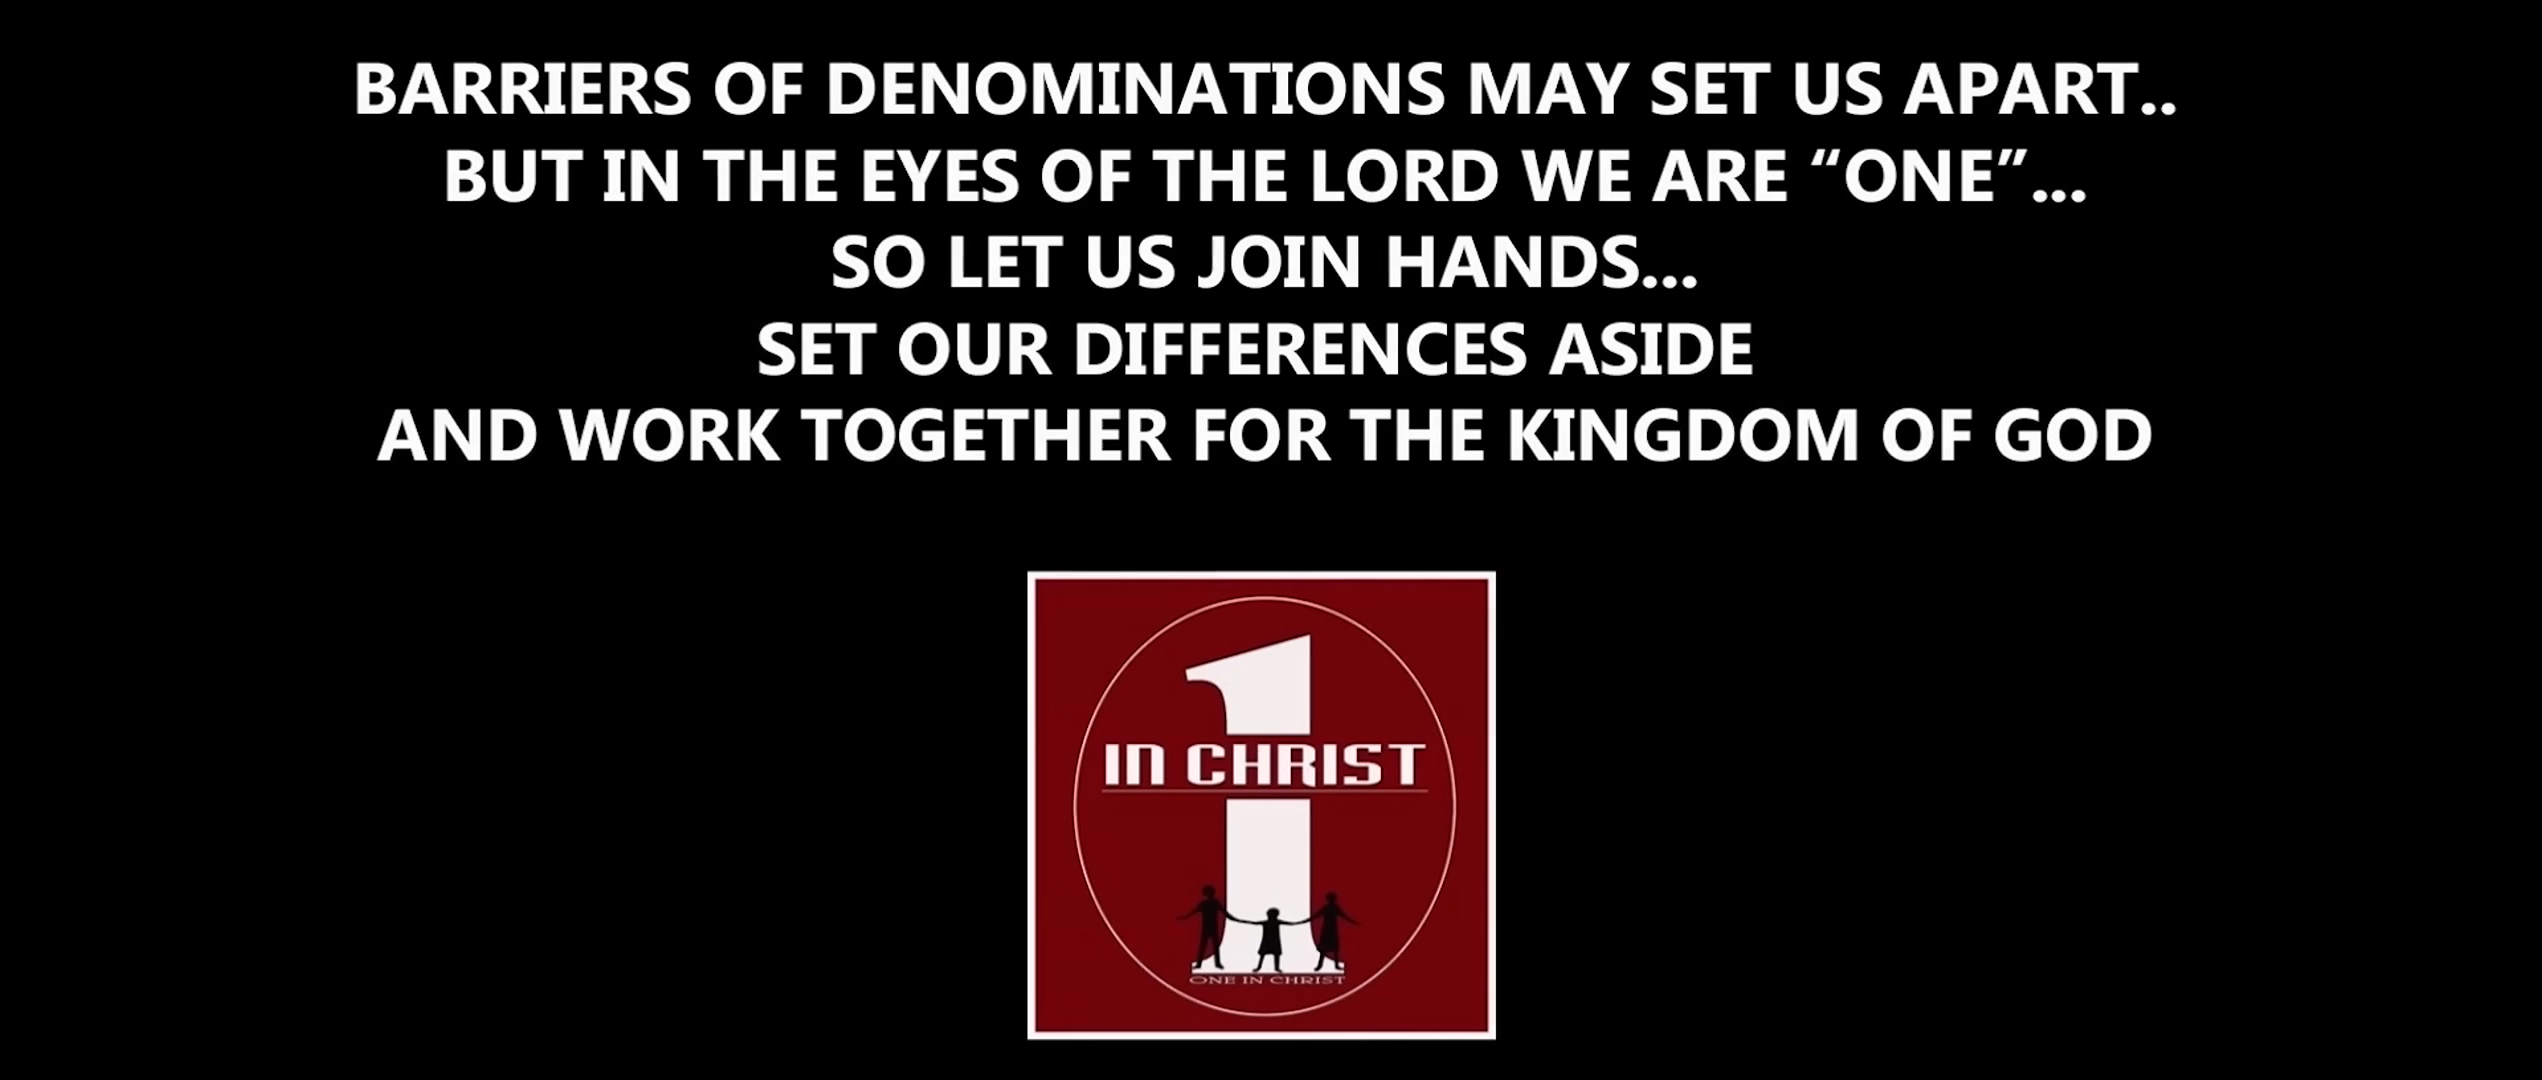 BARRIERS OF DENOMINATIONS MAY SET US APART..
BUT IN THE EYES OF THE LORD WE ARE “ONE”...
SO LET US JOIN HANDS...
SET OUR DIFFERENCES ASIDE
AND WORK TOGETHER FOR THE KINGDOM OF GOD
1
IN CHRIST
ONE IN CHRIST